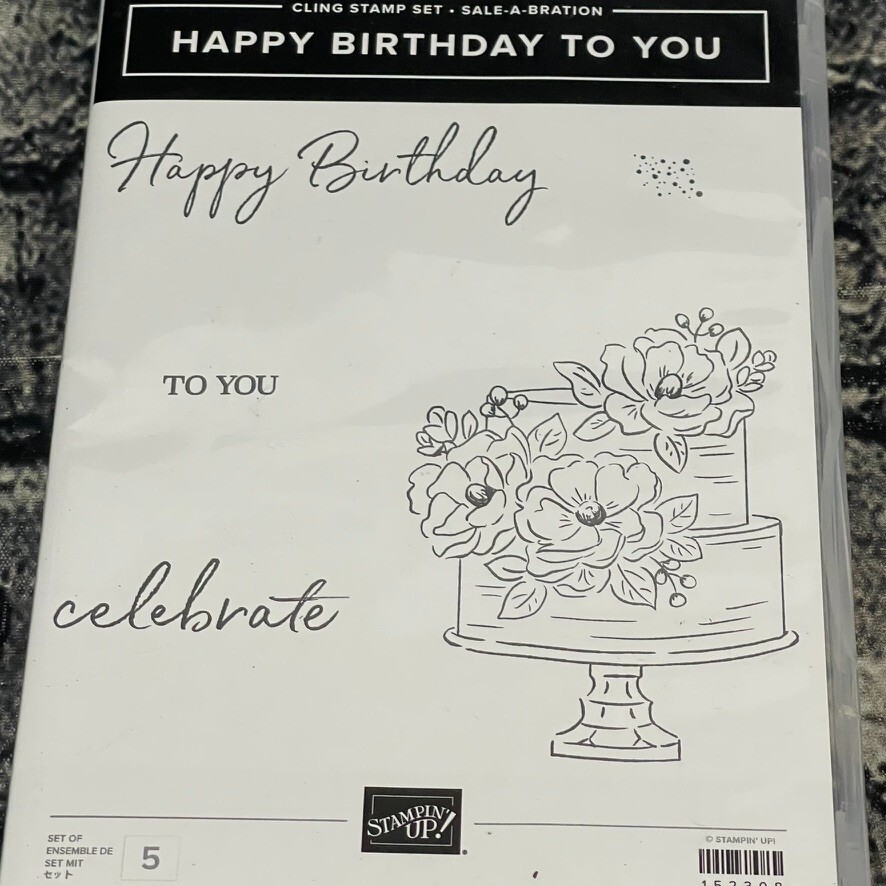 CLING STAMP SET • SALE-A-BRATION
HAPPY BIRTHDAY TO YOU
Happy Birthday
TO YOU
celebrate
STAMPIN' UP!
SET OF
ENSEMBLE DE
SET MIT
セット
5
© STAMPIN' UP!
152308